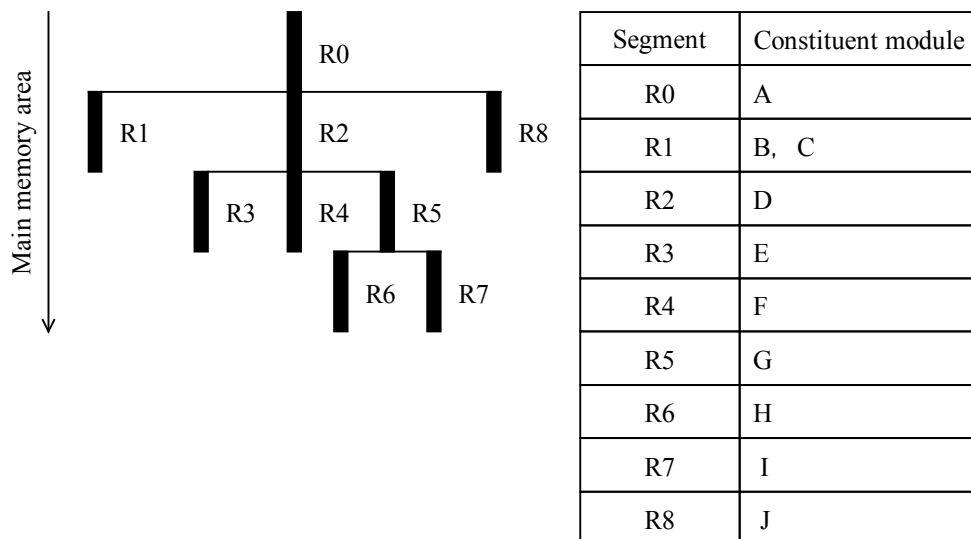 Main memory area
R0
R1
R2
R8
R3
R4
R5
R6
R7
Segment Constituent module
R0 A
R1 B, C
R2 D
R3 E
R4 F
R5 G
R6 H
R7 I
R8 J